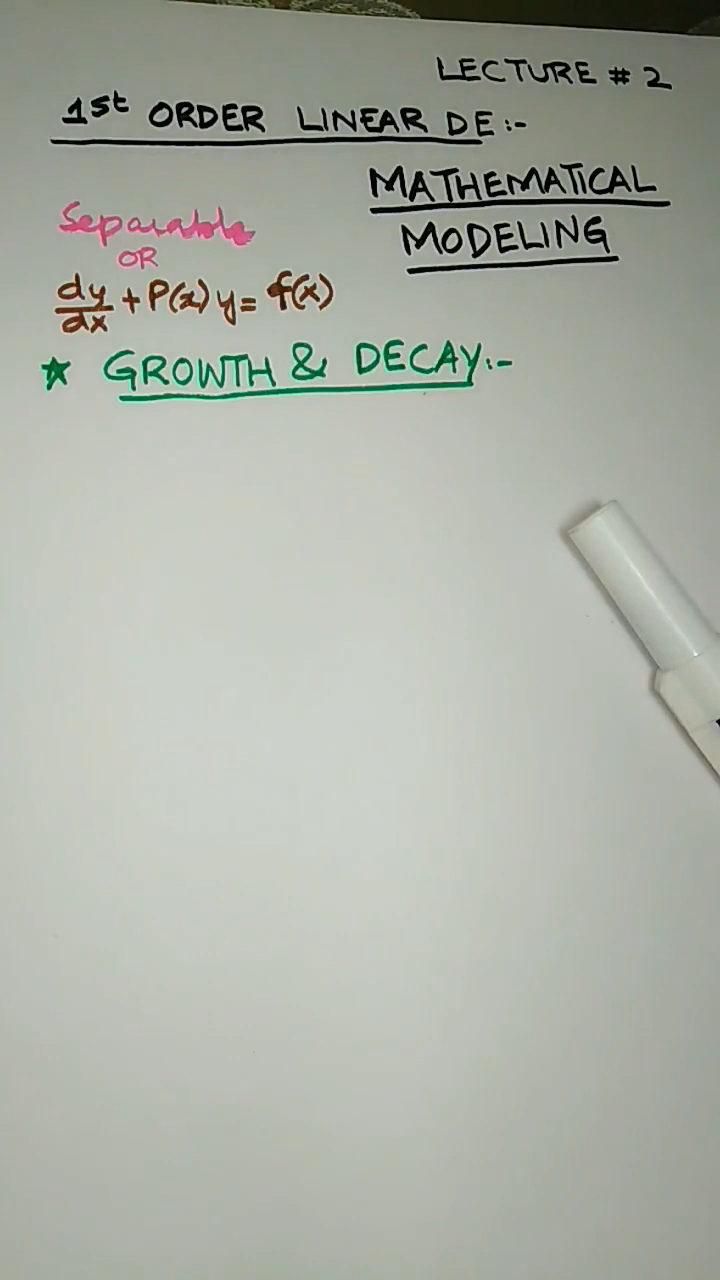 LECTURE # 2
1st ORDER LINEAR DE:-
MATHEMATICAL
MODELING
Separable
OR
dy/dx + P(x) y = f(x)
★ GROWTH & DECAY:-